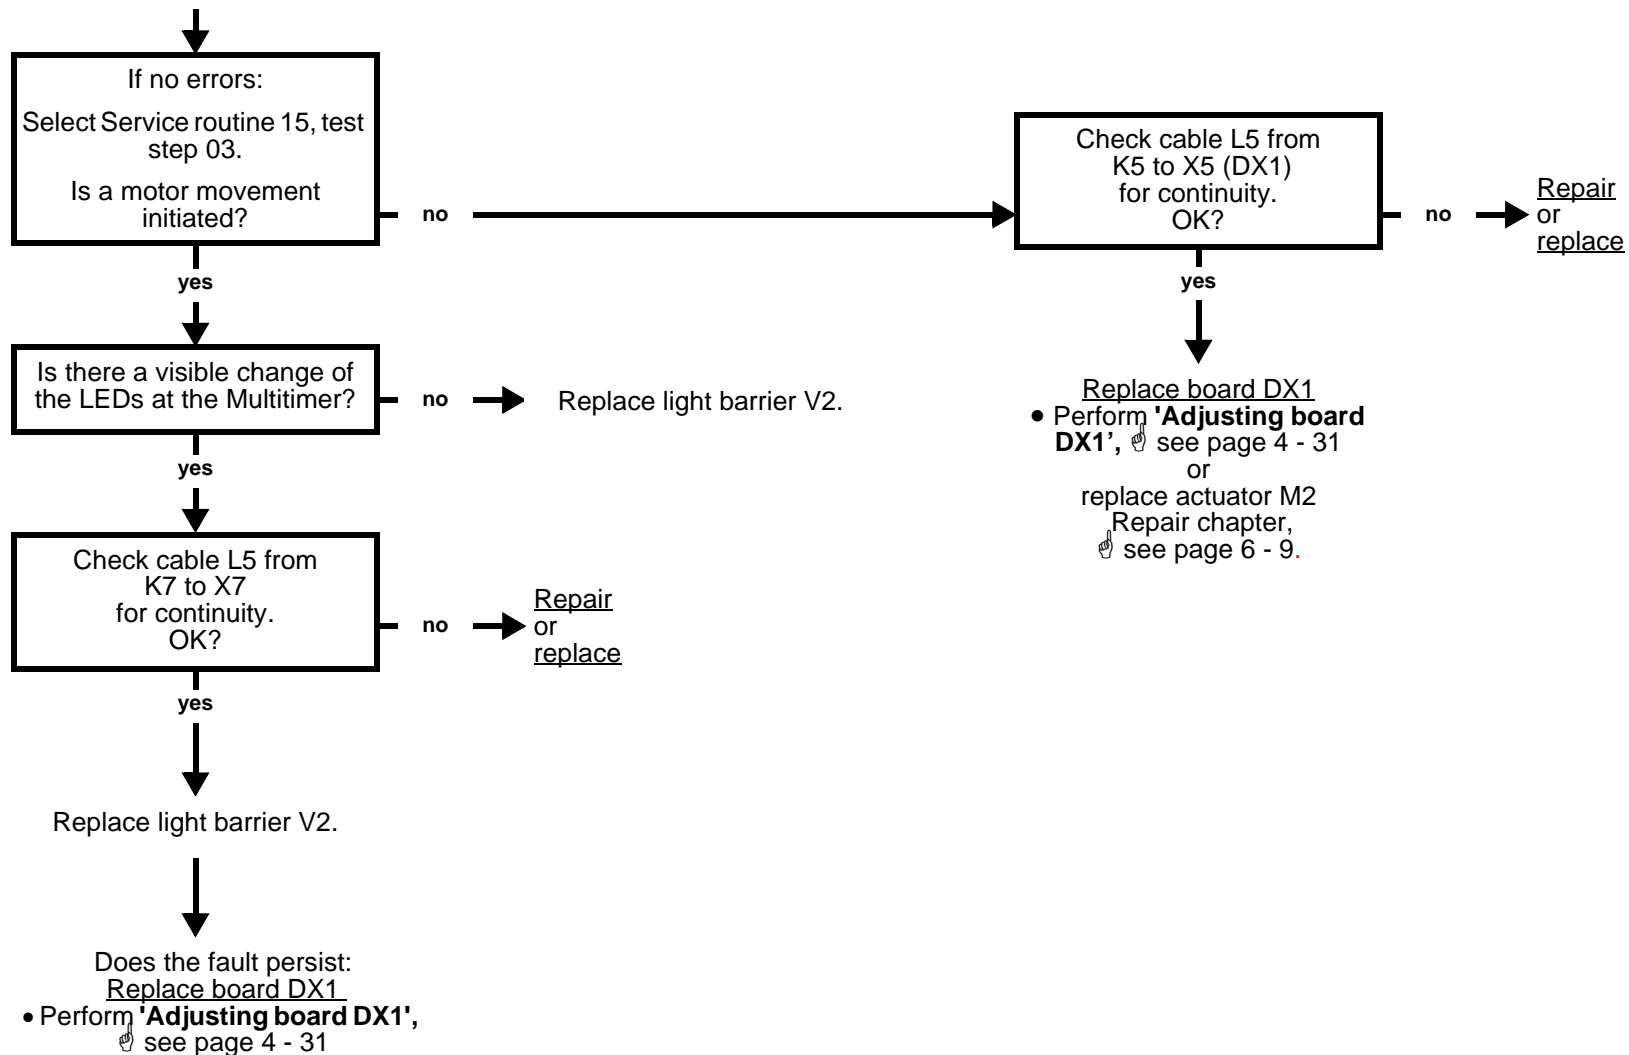 If no errors:
Select Service routine 15, test
step 03.
Is a motor movement
initiated?
no
Check cable L5 from
K5 to X5 (DX1)
for continuity.
OK?
no
Repair
or
replace
yes
yes
Is there a visible change of
the LEDs at the Multitimer?
no
Replace light barrier V2.
Replace board DX1
• Perform 'Adjusting board
DX1’, ☝ see page 4 - 31
or
replace actuator M2
Repair chapter,
☝ see page 6 - 9.
yes
Check cable L5 from
K7 to X7
for continuity.
OK?
no
Repair
or
replace
yes
Replace light barrier V2.
Does the fault persist:
Replace board DX1
• Perform 'Adjusting board DX1',
☝ see page 4 - 31